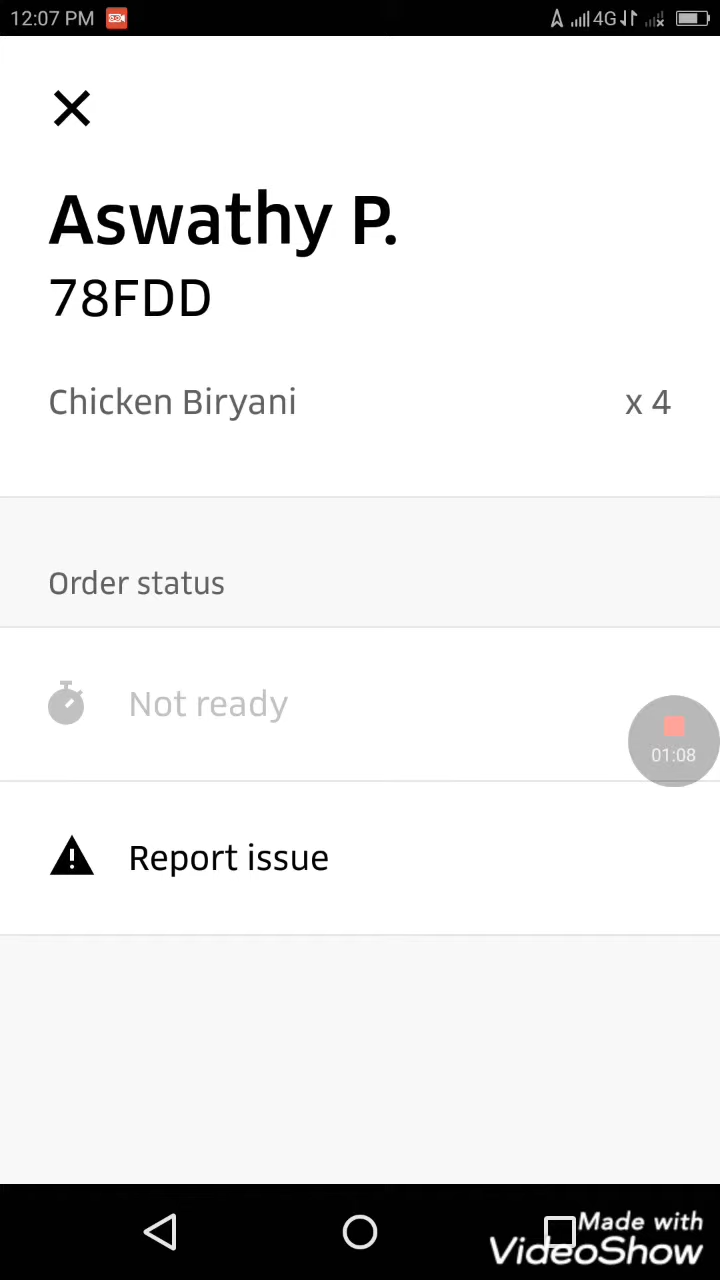 12:07 PM 4G
Aswathy P.
78FDD
Chicken Biryani x 4
Order status
Not ready
01:08
Report issue
Made with
VideoShow